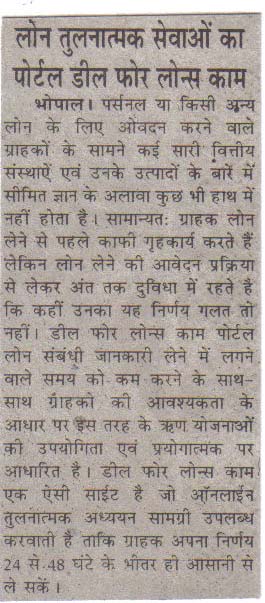 लोन तुलनात्मक सेवाओं का
पोर्टल डील फोर लोन्स काम
भोपाल। पर्सनल या किसी अन्य
लोन के लिए ओवदन करने वाले
ग्राहकों के सामने कई सारी वित्तीय
संस्थाऐं एवं उनके उत्पादों के बारें में
सीमित ज्ञान के अलावा कुछ भी हाथ में
नहीं होता है। सामान्यतः ग्राहक लोन
लेने से पहले काफी गृहकार्य करते हैं
लेकिन लोन लेने की आवेदन प्रक्रिया
से लेकर अंत तक दुविधा में रहते है
कि कहीं उनका यह निर्णय गलत तो
नहीं। डील फोर लोन्स काम पोर्टल
लोन संबंधी जानकारी लेने में लगने
वाले समय को कम करने के साथ-
साथ ग्राहकों की आवश्यकता के
आधार पर इस तरह के ऋण योजनाओं
की उपयोगिता एवं प्रयोगात्मक पर
आधारित है। डील फोर लोन्स काम
एक ऐसी साईट है जो ऑनलाईन
तुलनात्मक अध्ययन सामग्री उपलब्ध
करवाती है ताकि ग्राहक अपना निर्णय
24 से 48 घंटे के भीतर ही आसानी से
ले सकें।